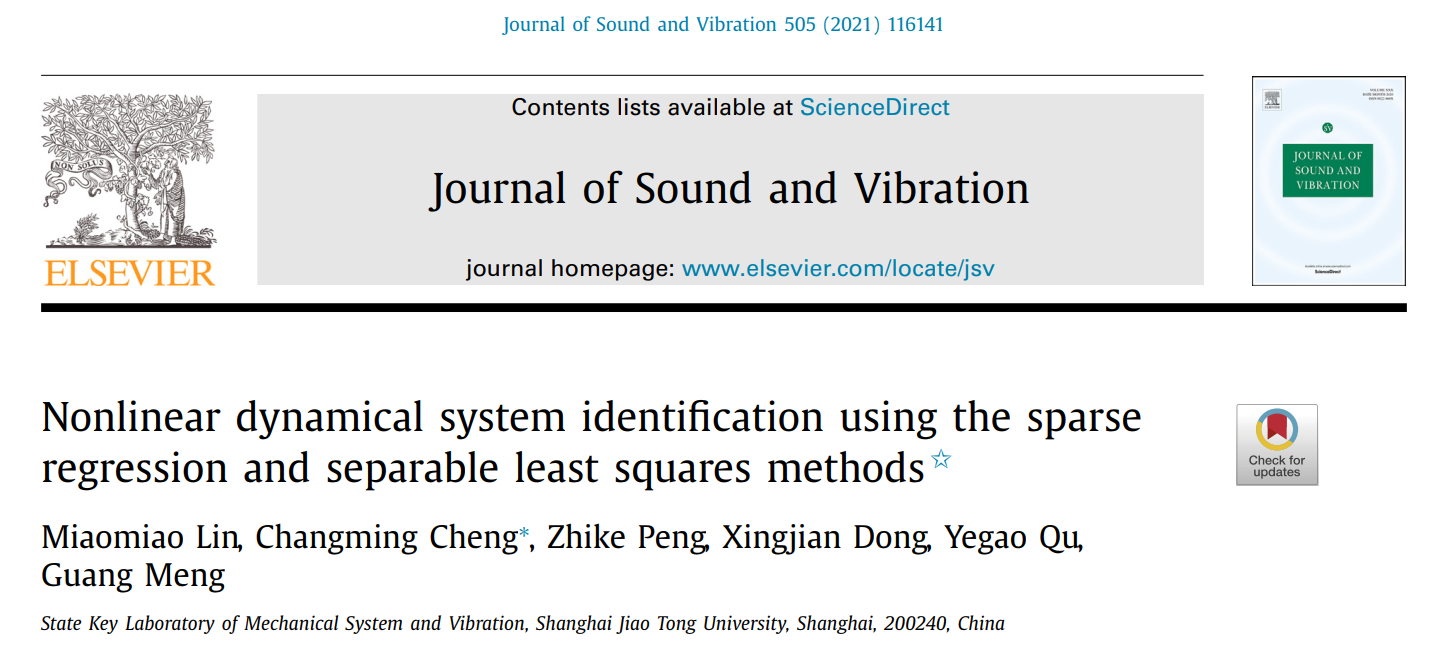 Journal of Sound and Vibration 505 (2021) 116141
Contents lists available at ScienceDirect
Journal of Sound and Vibration
journal homepage: www.elsevier.com/locate/jsv
NON SOLUS
ELSEVIER
JOURNAL OF
SOUND AND
VIBRATION
ScienceDirect
Nonlinear dynamical system identification using the sparse
regression and separable least squares methods☆
Check for
updates
Miaomiao Lin, Changming Cheng*, Zhike Peng, Xingjian Dong, Yegao Qu,
Guang Meng
State Key Laboratory of Mechanical System and Vibration, Shanghai Jiao Tong University, Shanghai, 200240, China